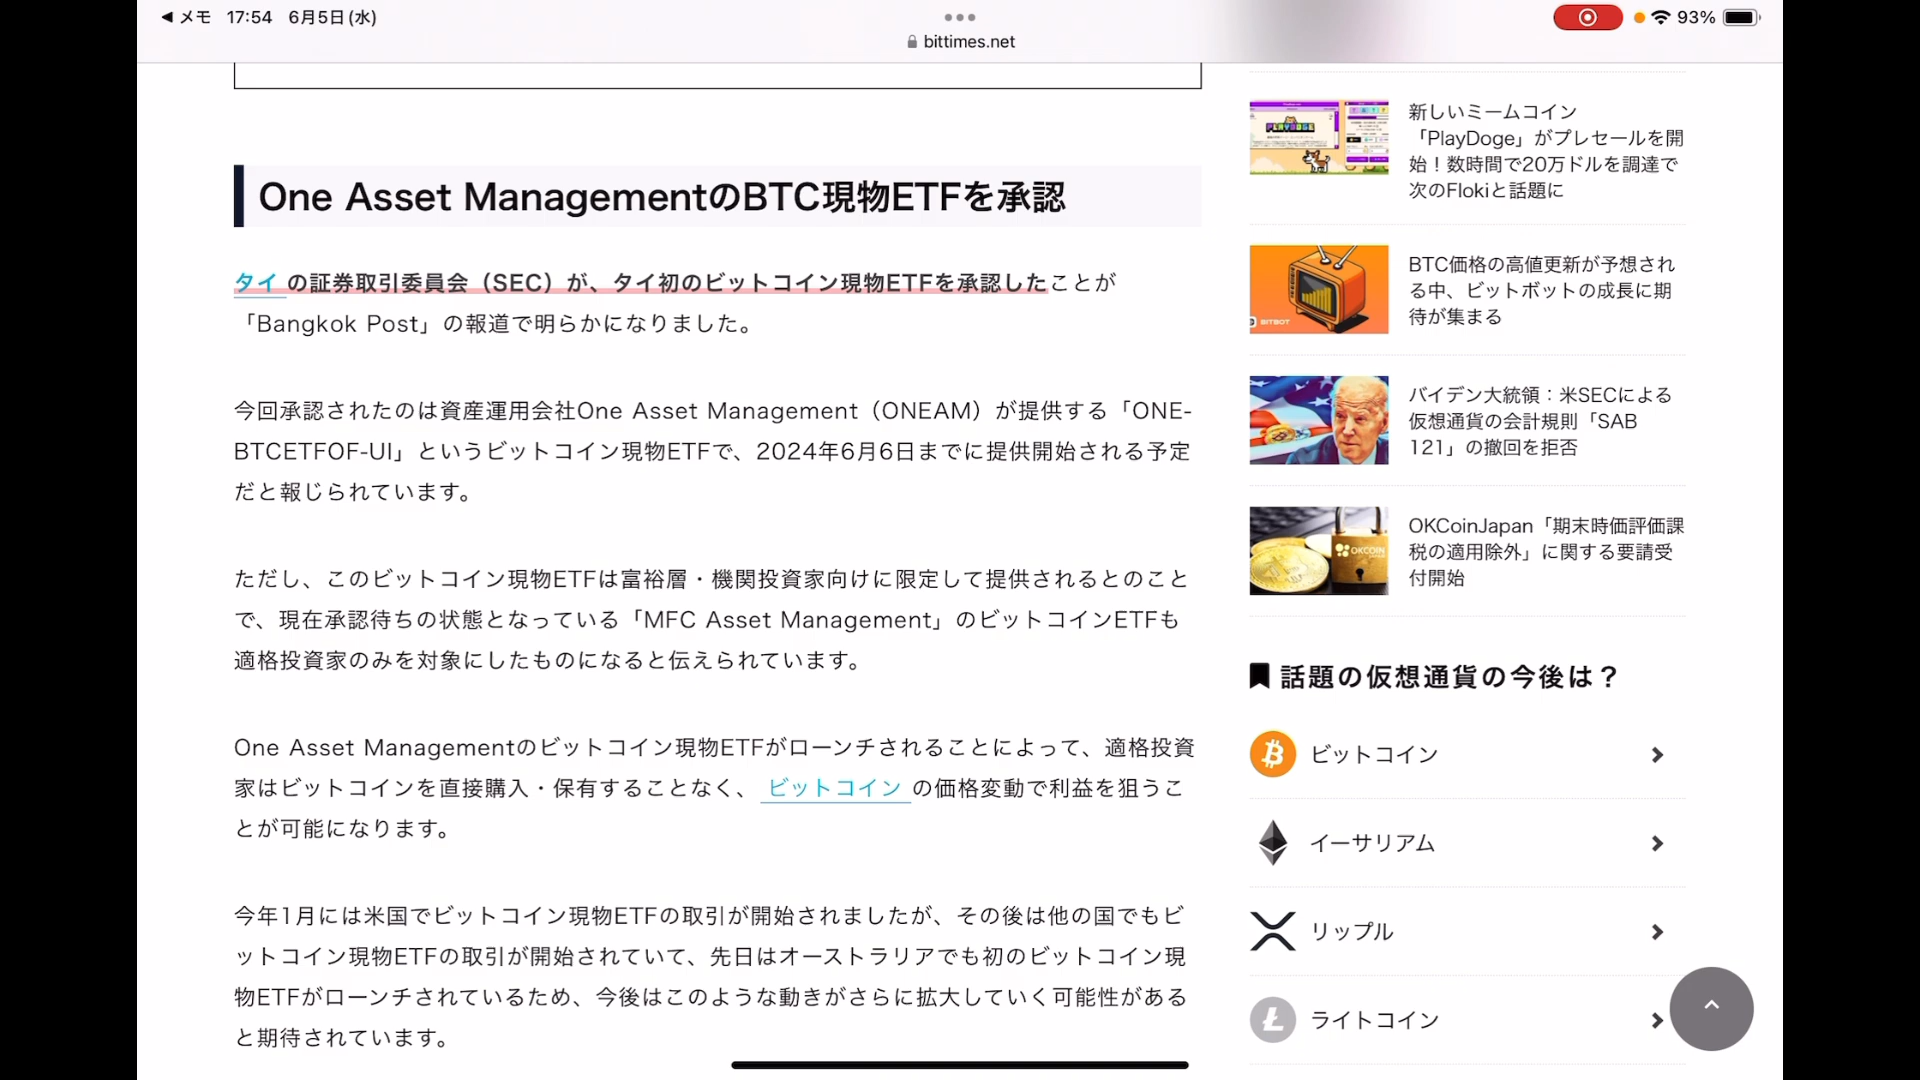 ◀メモ 17:54 6月5日(水)
93%
bittimes.net
One Asset ManagementのBTC現物ETFを承認
タイ の証券取引委員会（SEC）が、タイ初のビットコイン現物ETFを承認したことが
「Bangkok Post」の報道で明らかになりました。
今回承認されたのは資産運用会社One Asset Management（ONEAM）が提供する「ONE-
BTCETFOF-UI」というビットコイン現物ETFで、2024年6月6日までに提供開始される予定
だと報じられています。
ただし、このビットコイン現物ETFは富裕層・機関投資家向けに限定して提供されるとのこと
で、現在承認待ちの状態となっている「MFC Asset Management」のビットコインETFも
適格投資家のみを対象にしたものになると伝えられています。
One Asset Managementのビットコイン現物ETFがローンチされることによって、適格投資
家はビットコインを直接購入・保有することなく、 ビットコイン の価格変動で利益を狙うこ
とが可能になります。
今年1月には米国でビットコイン現物ETFの取引が開始されましたが、その後は他の国でもビ
ットコイン現物ETFの取引が開始されていて、先日はオーストラリアでも初のビットコイン現
物ETFがローンチされているため、今後はこのような動きがさらに拡大していく可能性がある
と期待されています。
PLAYDOGE
新しいミームコイン
「PlayDoge」がプレセールを開
始！数時間で20万ドルを調達で
次のFlokiと話題に
BITBOT
BTC価格の高値更新が予想され
る中、ビットボットの成長に期
待が集まる
バイデン大統領：米SECによる
仮想通貨の会計規則「SAB
121」の撤回を拒否
OKCOIN
OKCoinJapan「期末時価評価課
税の適用除外」に関する要請受
付開始
話題の仮想通貨の今後は？
ビットコイン
イーサリアム
リップル
ライトコイン